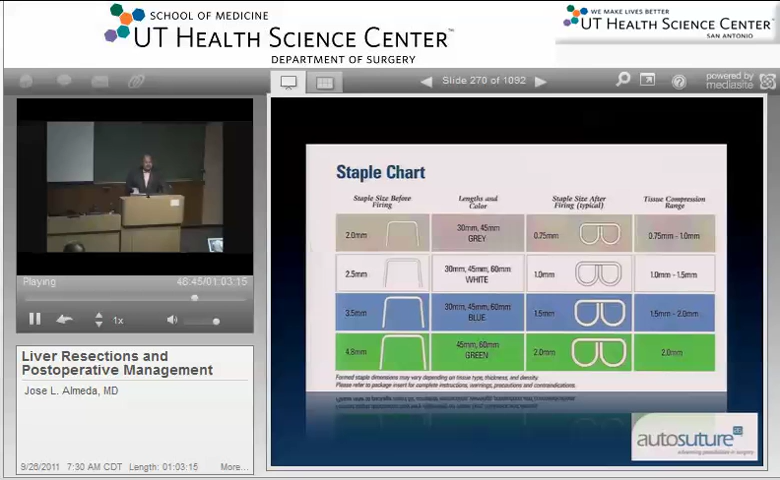 SCHOOL OF MEDICINE
UT HEALTH SCIENCE CENTER™
DEPARTMENT OF SURGERY
WE MAKE LIVES BETTER
UT HEALTH SCIENCE CENTER™
SAN ANTONIO
Slide 270 of 1092
powered by
mediasite
Staple Chart
Staple Size Before
Firing
Lengths and
Color
Staple Size After
Firing (typical)
Tissue Compression
Range
2.0mm
30mm, 45mm
GREY
0.75mm
0.75mm - 1.0mm
2.5mm
30mm, 45mm, 60mm
WHITE
1.0mm
1.0mm - 1.5mm
3.5mm
30mm, 45mm, 60mm
BLUE
1.5mm
1.5mm - 2.0mm
4.8mm
45mm, 60mm
GREEN
2.0mm
2.0mm
Formed staple dimensions may vary depending on tissue type, thickness, and density.
Please refer to package insert for complete instructions, warnings, precautions and contraindications.
autosuture
advancing possibilities in surgery
Playing
46:45/01:03:15
1x
Liver Resections and
Postoperative Management
Jose L. Almeda, MD
9/26/2011 7:30 AM CDT Length: 01:03:15 More...